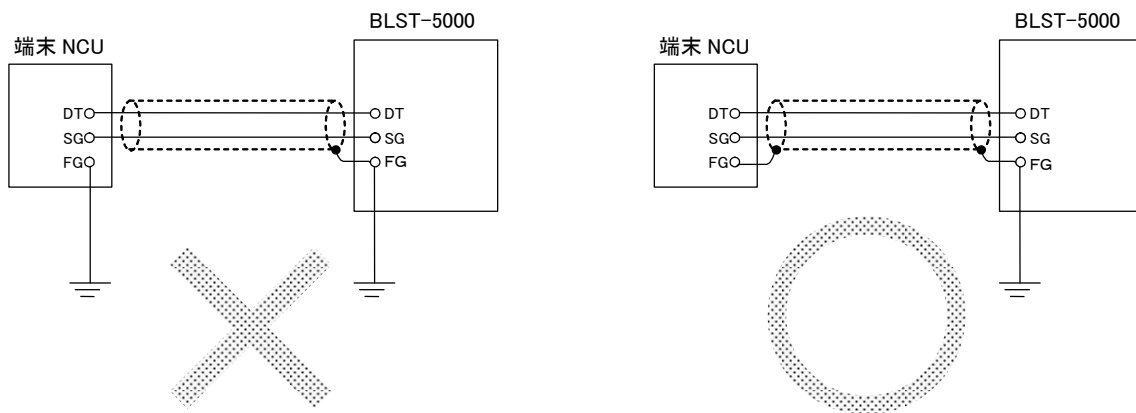 BLST-5000
端末 NCU
DT
DT
SG
SG
FG
FG
BLST-5000
端末 NCU
DT
DT
SG
SG
FG
FG